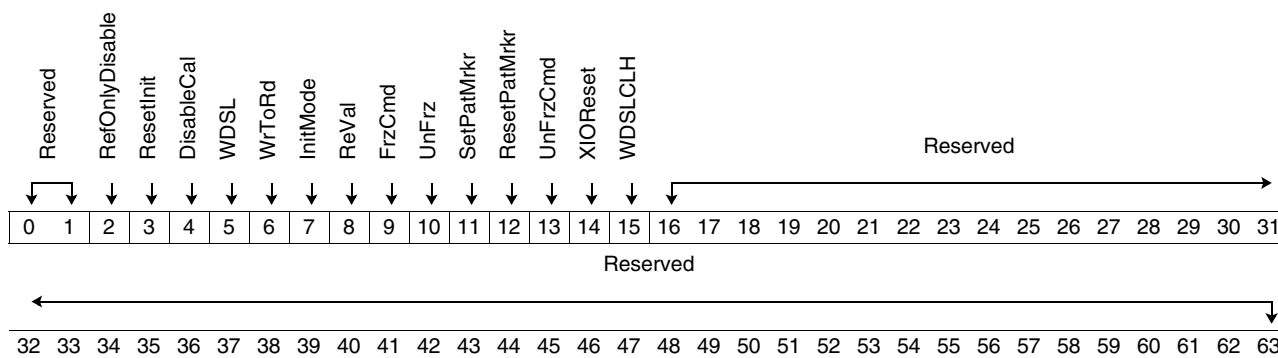 Reserved
RefOnlyDisable
ResetInit
DisableCal
WDSL
WrToRd
InitMode
ReVal
FrzCmd
UnFrz
SetPatMrkr
ResetPatMrkr
UnFrzCmd
XIOReset
WDSLCLH
Reserved
0 1 2 3 4 5 6 7 8 9 10 11 12 13 14 15 16 17 18 19 20 21 22 23 24 25 26 27 28 29 30 31
Reserved
32 33 34 35 36 37 38 39 40 41 42 43 44 45 46 47 48 49 50 51 52 53 54 55 56 57 58 59 60 61 62 63